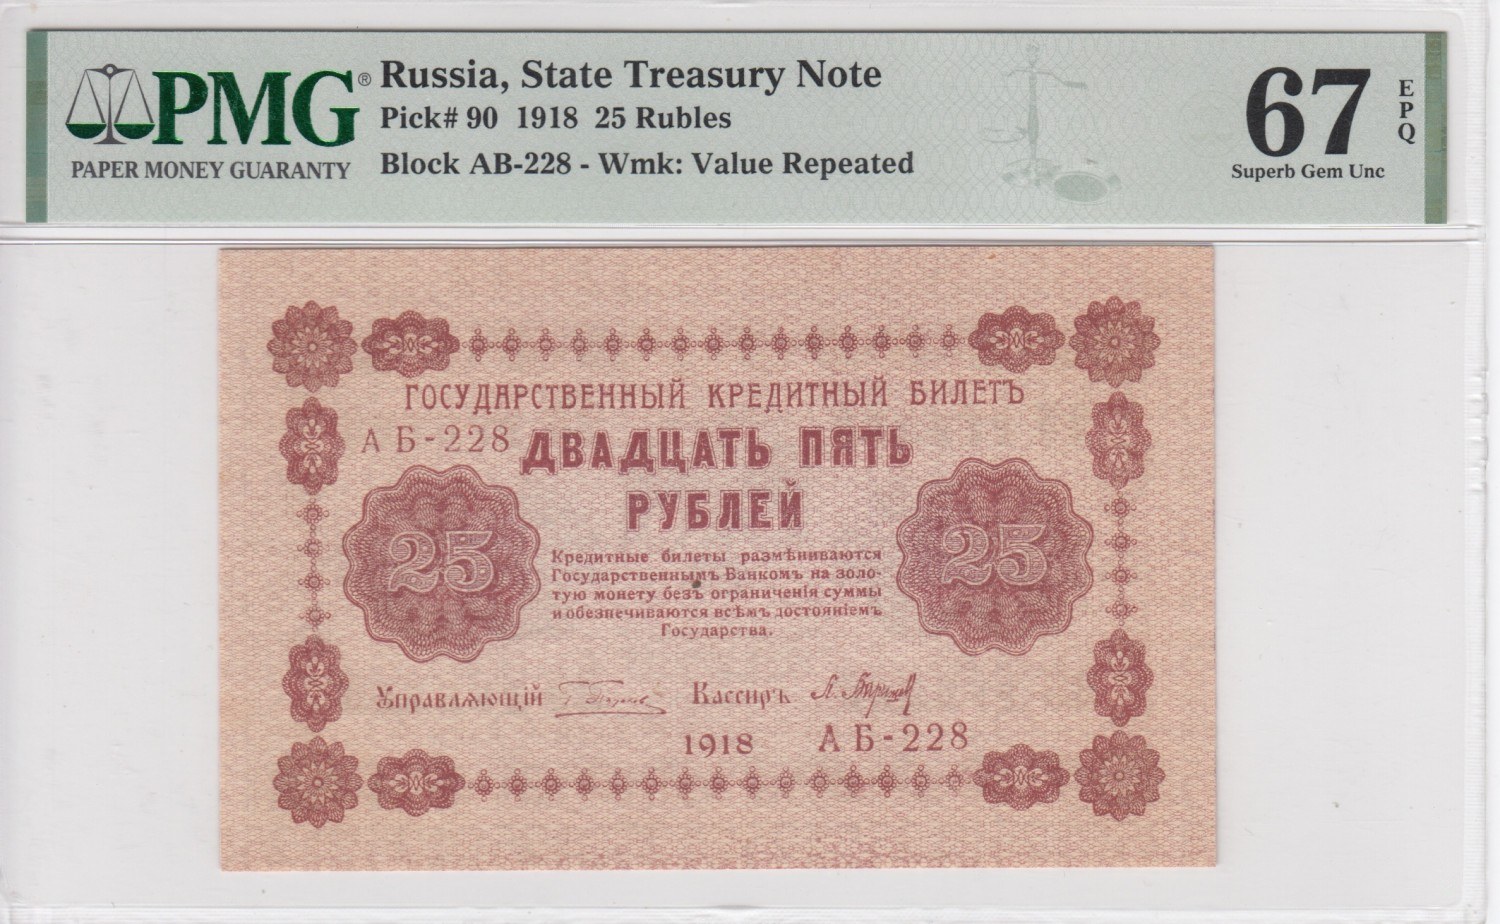 PMG®
PAPER MONEY GUARANTY
Russia, State Treasury Note
Pick# 90 1918 25 Rubles
Block AB-228 - Wmk: Value Repeated
67
EPQ
Superb Gem Unc
ГОСУДАРСТВЕННЫЙ КРЕДИТНЫЙ БИЛЕТЪ
АБ-228 ДВАДЦАТЬ ПЯТЬ
РУБЛЕЙ
25
25
Кредитные билеты размѣниваются
Государственнымъ Банкомъ на золо-
тую монету безъ ограниченія суммы
и обезпечиваются всѣмъ достояніемъ
Государства.
Управляющій Кассиръ
1918 АБ-228